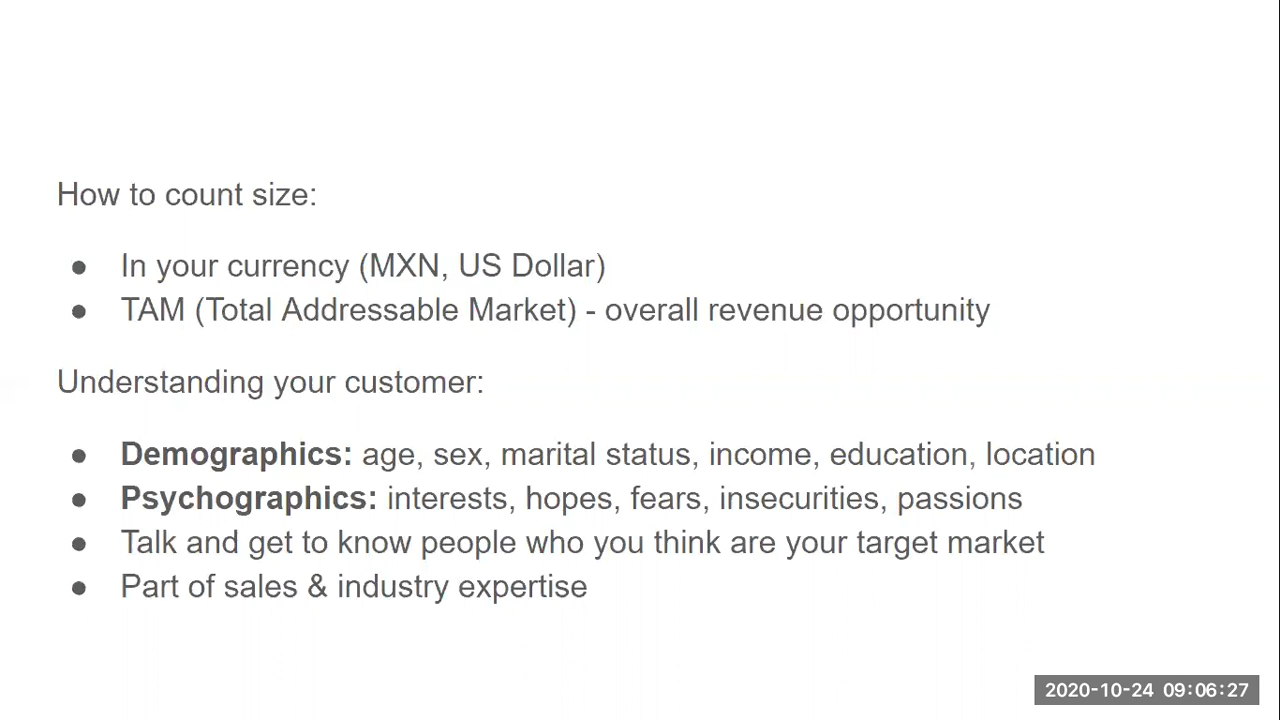 How to count size:
● In your currency (MXN, US Dollar)
● TAM (Total Addressable Market) - overall revenue opportunity
Understanding your customer:
● Demographics: age, sex, marital status, income, education, location
● Psychographics: interests, hopes, fears, insecurities, passions
● Talk and get to know people who you think are your target market
● Part of sales & industry expertise
2020-10-24 09:06:27